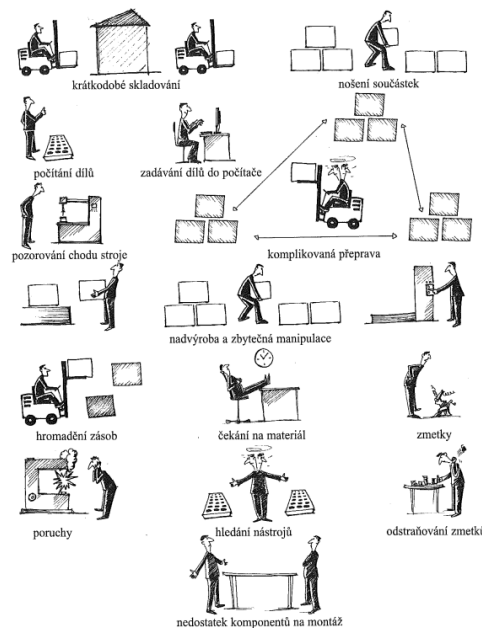 krátkodobé skladování
nošení součástek
počítání dílů
zadávání dílů do počítače
pozorování chodu stroje
komplikovaná přeprava
nadvýroba a zbytečná manipulace
hromadění zásob
čekání na materiál
zmetky
poruchy
hledání nástrojů
odstraňování zmetků
nedostatek komponentů na montáž